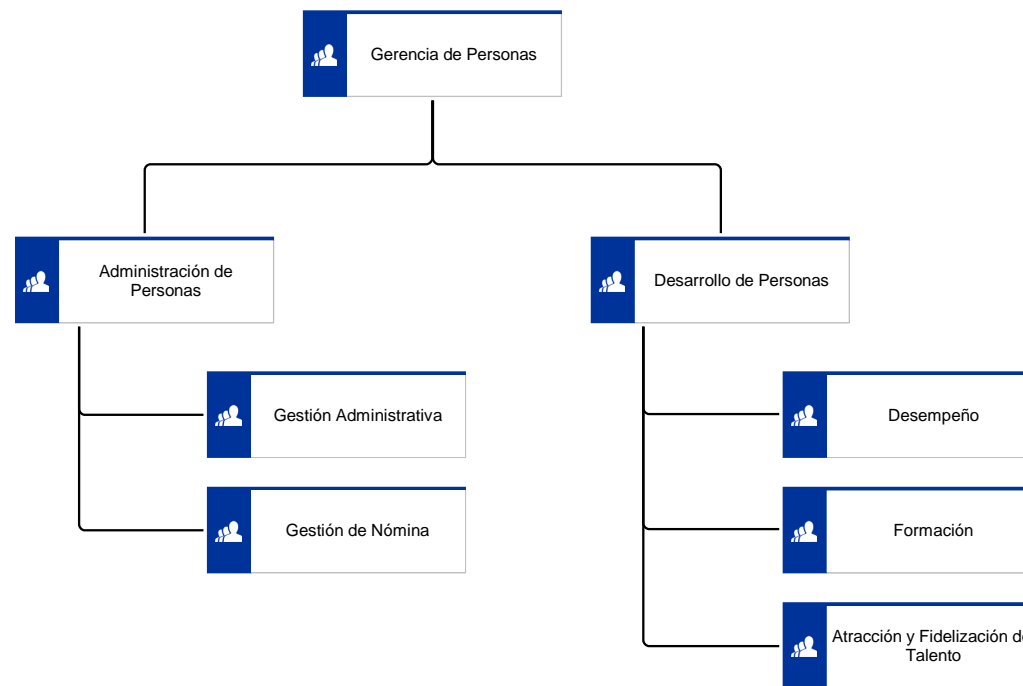 Gerencia de Personas
Administración de
Personas
Desarrollo de Personas
Gestión Administrativa
Desempeño
Gestión de Nómina
Formación
Atracción y Fidelización de
Talento